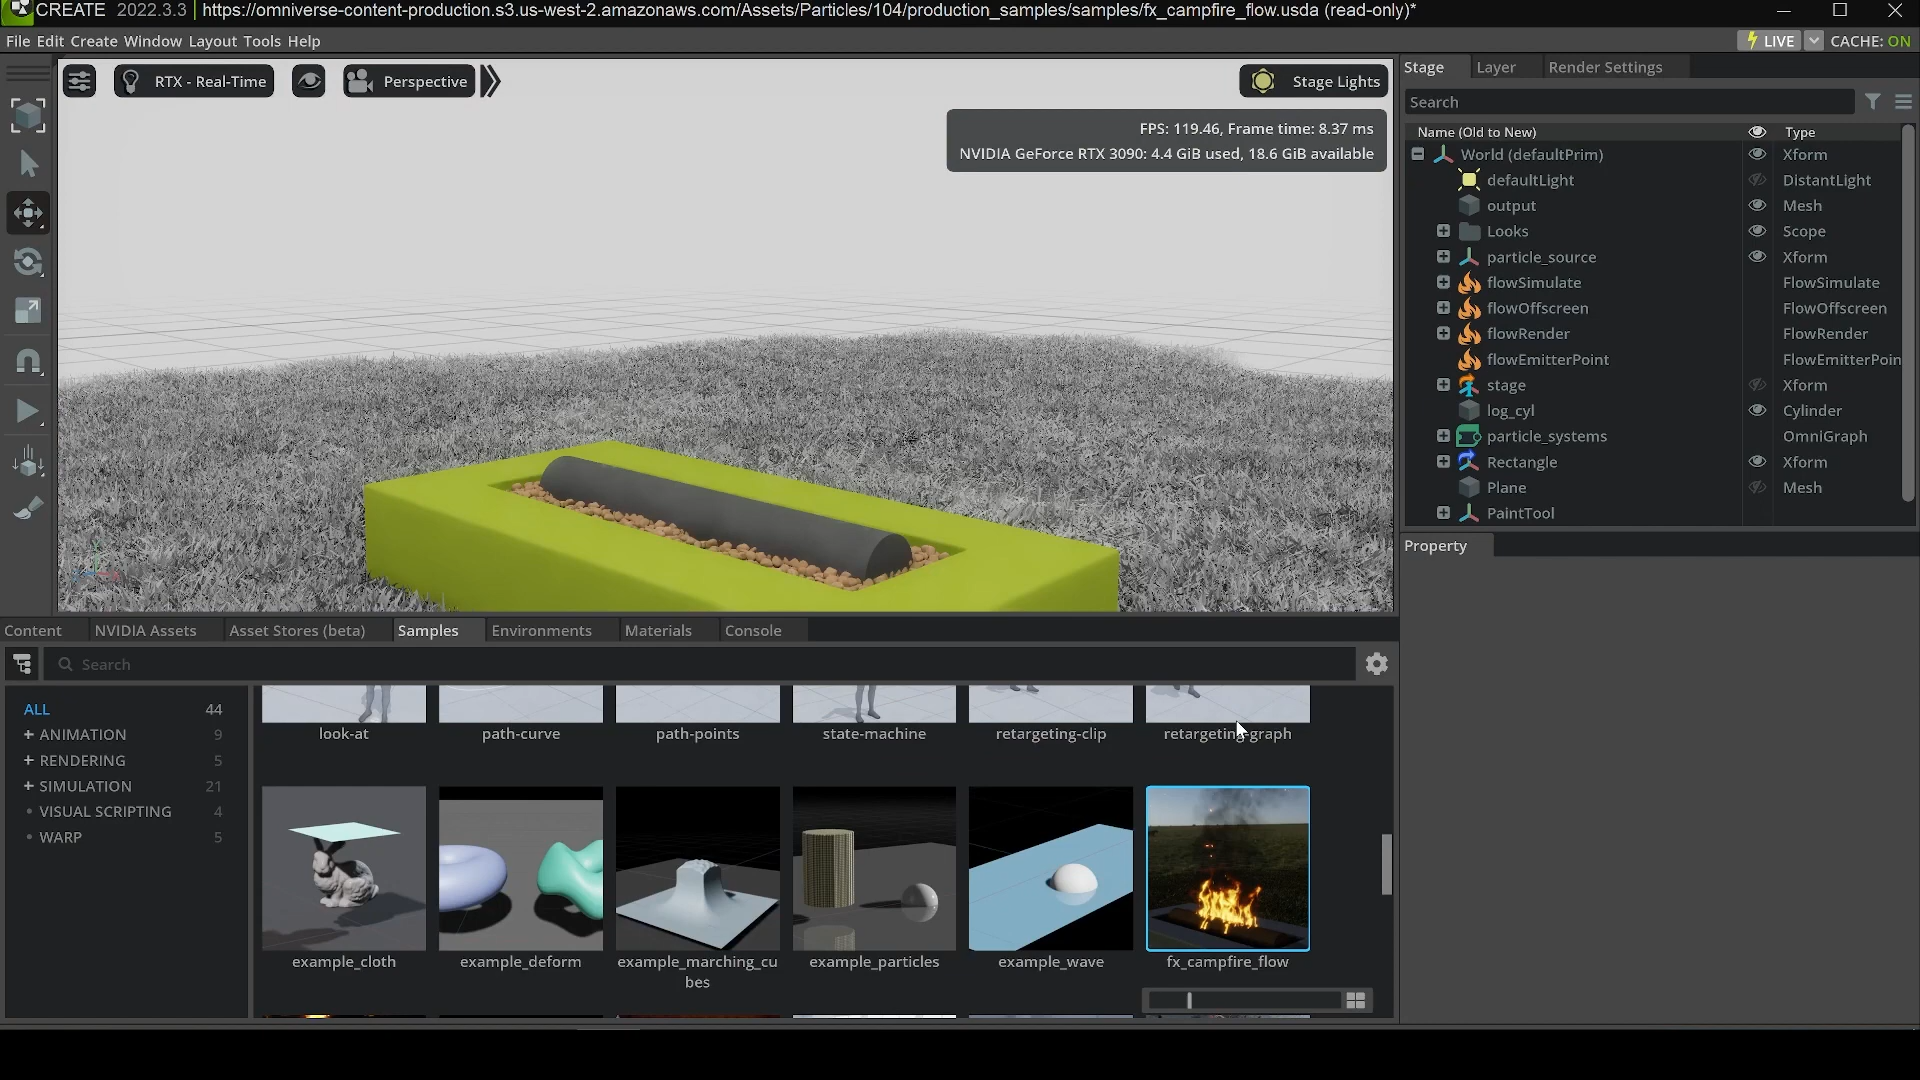 CREATE 2022.3.3 | https://omniverse-content-production.s3.us-west-2.amazonaws.com/Assets/Particles/104/production_samples/samples/fx_campfire_flow.usda (read-only)*
File Edit Create Window Layout Tools Help
LIVE CACHE: ON
RTX - Real-Time Perspective Stage Lights
FPS: 119.46, Frame time: 8.37 ms
NVIDIA GeForce RTX 3090: 4.4 GiB used, 18.6 GiB available
Stage Layer Render Settings
Search
Name (Old to New) Type
World (defaultPrim) Xform
defaultLight DistantLight
output Mesh
Looks Scope
particle_source Xform
flowSimulate FlowSimulate
flowOffscreen FlowOffscreen
flowRender FlowRender
flowEmitterPoint FlowEmitterPoin
stage Xform
log_cyl Cylinder
particle_systems OmniGraph
Rectangle Xform
Plane Mesh
PaintTool
Property
Content NVIDIA Assets Asset Stores (beta) Samples Environments Materials Console
Search
ALL 44
+ ANIMATION 9
+ RENDERING 5
+ SIMULATION 21
• VISUAL SCRIPTING 4
• WARP 5
look-at path-curve path-points state-machine retargeting-clip retargeting-graph
example_cloth example_deform example_marching_cu example_particles example_wave fx_campfire_flow
bes